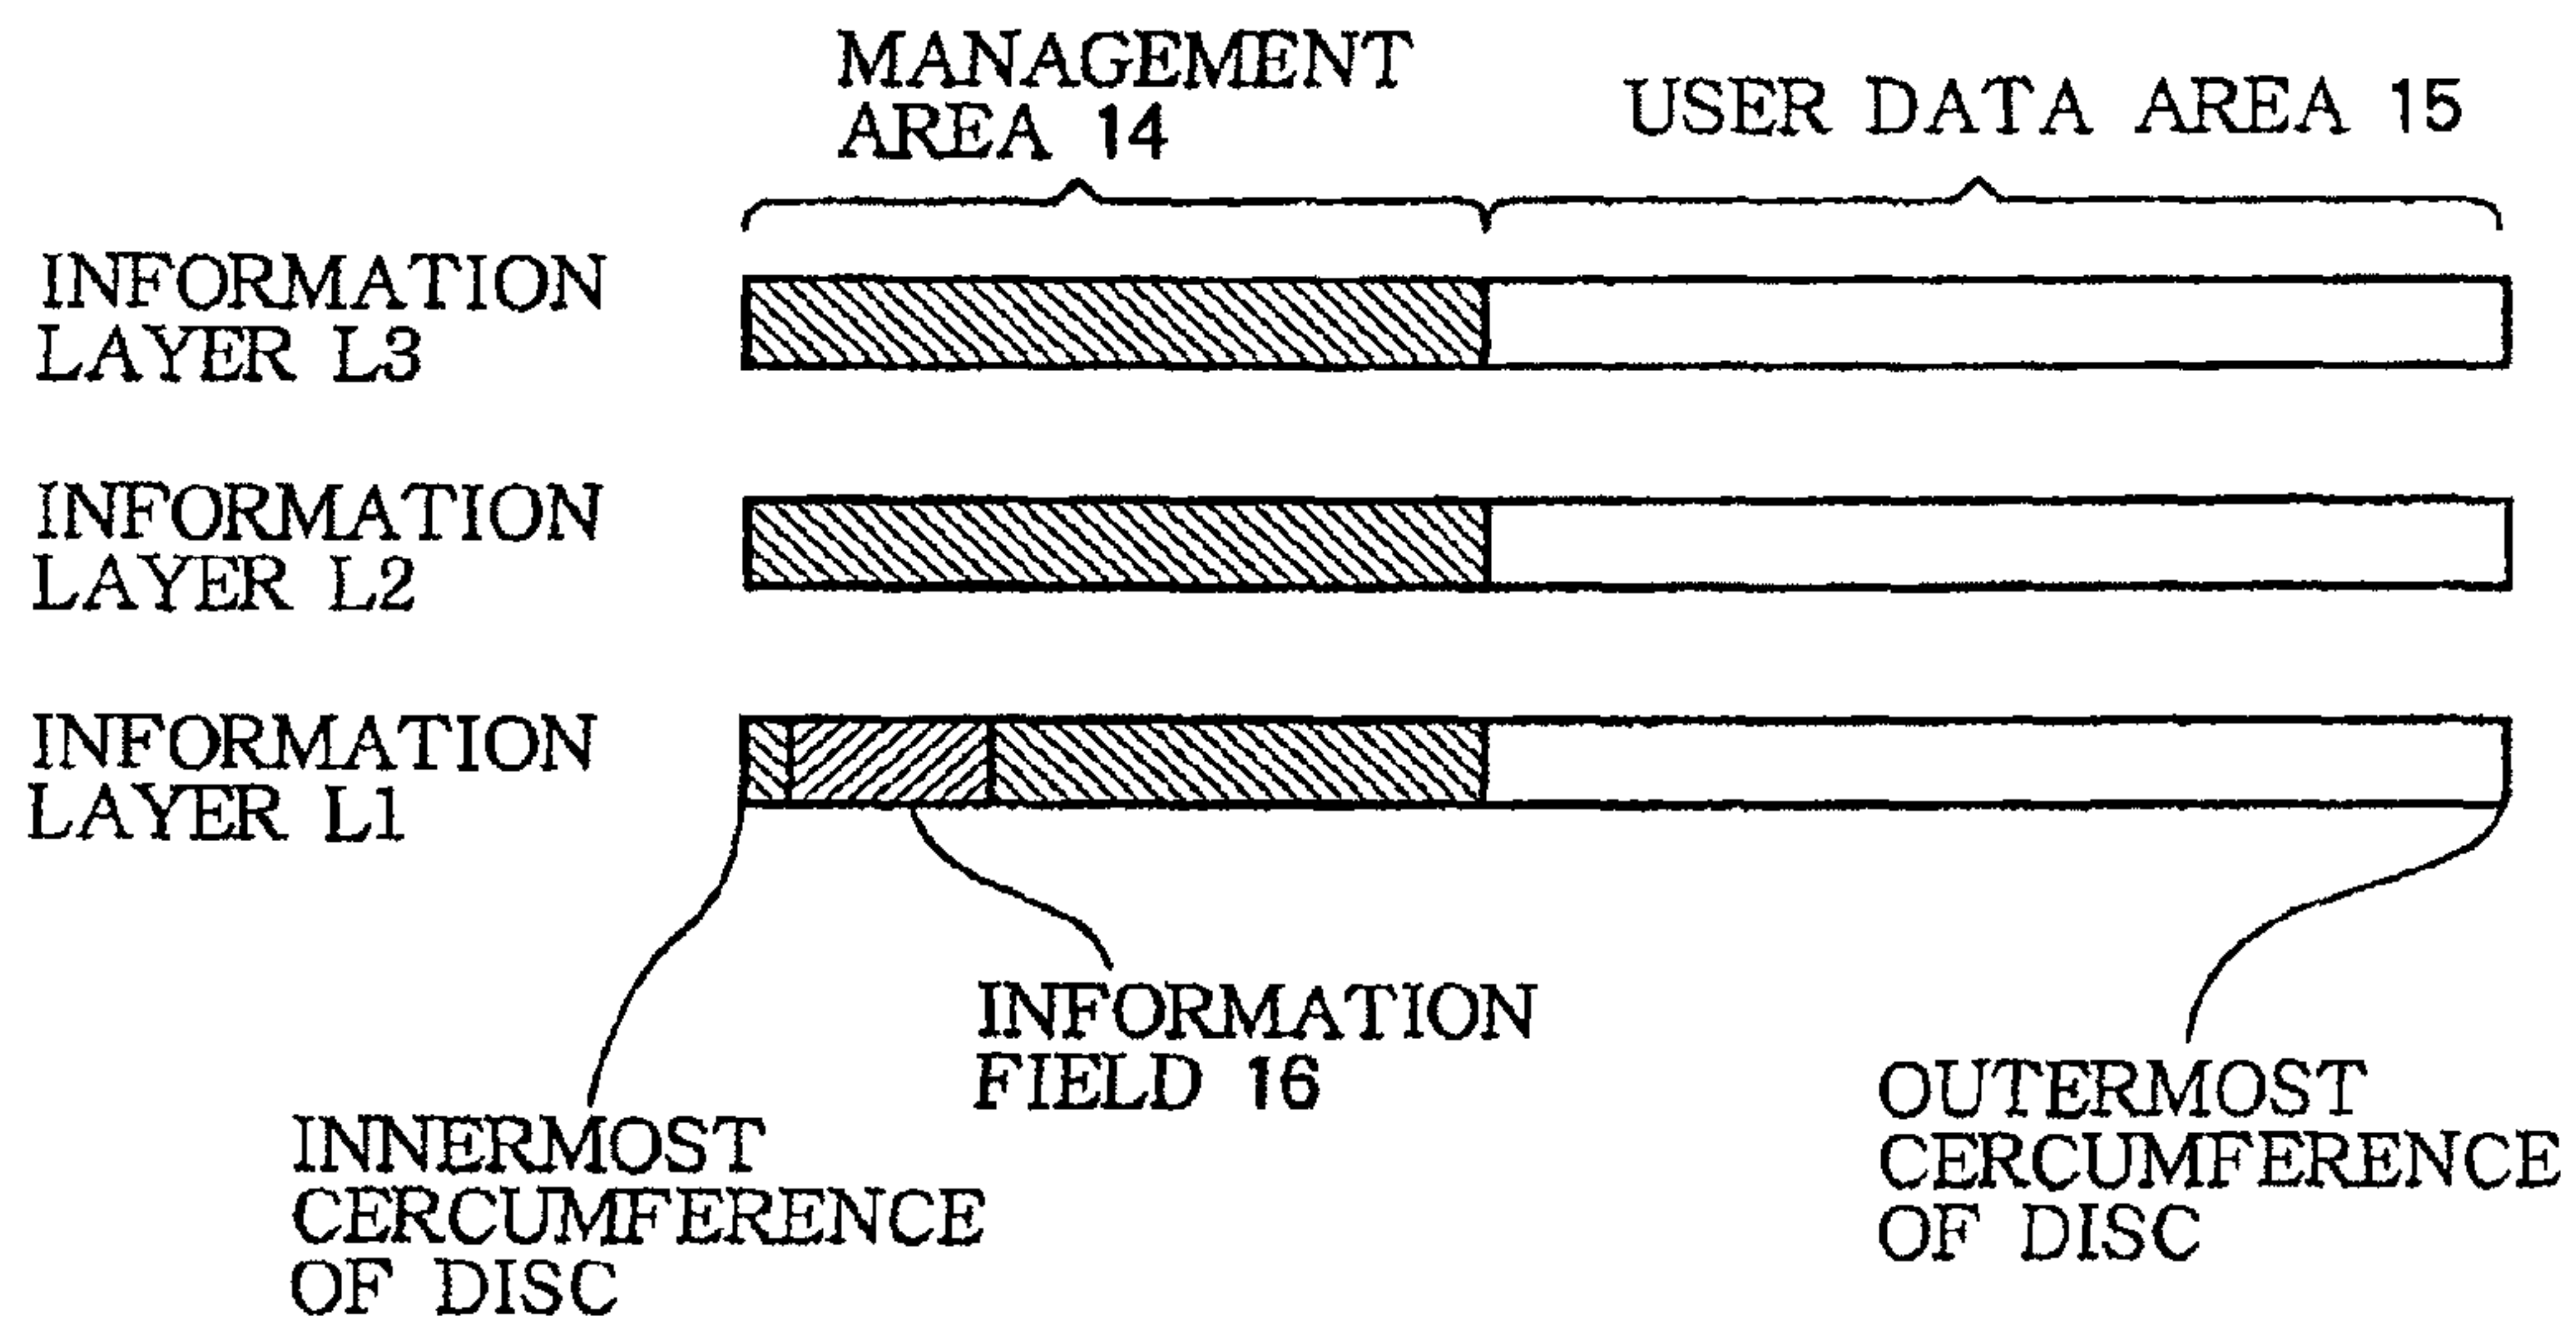 MANAGEMENT
AREA 14
USER DATA AREA 15
INFORMATION
LAYER L3
INFORMATION
LAYER L2
INFORMATION
LAYER L1
INFORMATION
FIELD 16
INNERMOST
CERCUMFERENCE
OF DISC
OUTERMOST
CERCUMFERENCE
OF DISC